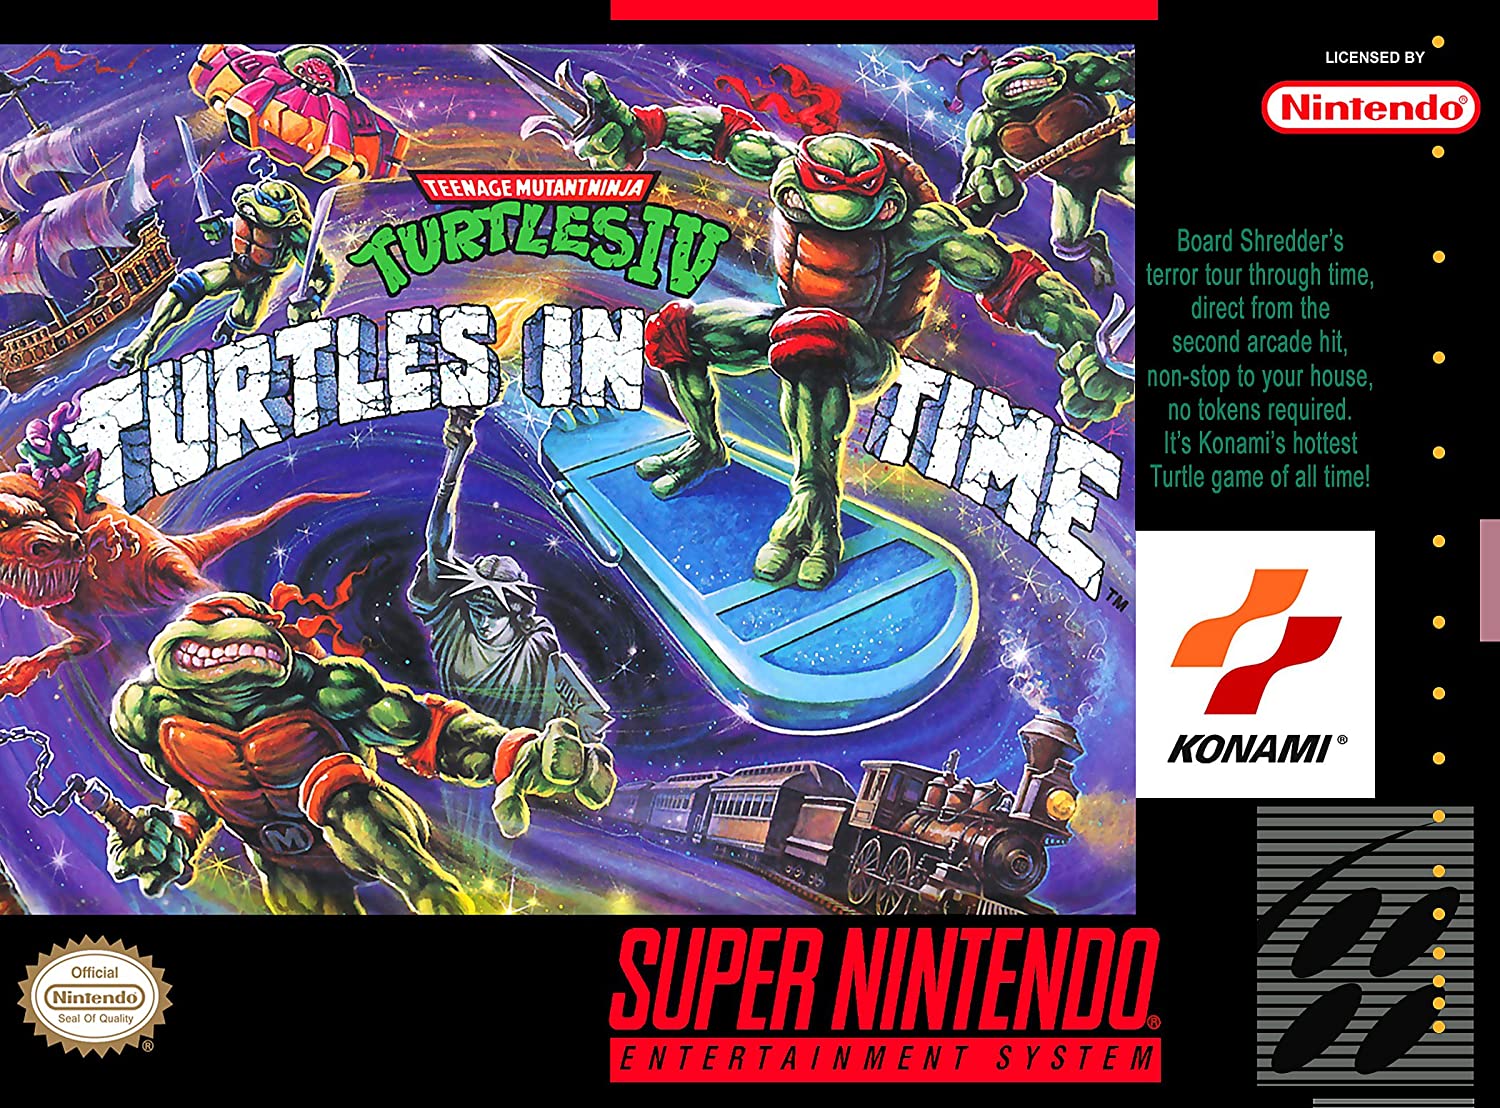 LICENSED BY
Nintendo®
TEENAGE MUTANT NINJA
TURTLES IV
TURTLES IN TIME™
Board Shredder's
terror tour through time,
direct from the
second arcade hit,
non-stop to your house,
no tokens required.
It's Konami's hottest
Turtle game of all time!
KONAMI®
M
Official
Nintendo
Seal Of Quality
®
SUPER NINTENDO®
ENTERTAINMENT SYSTEM